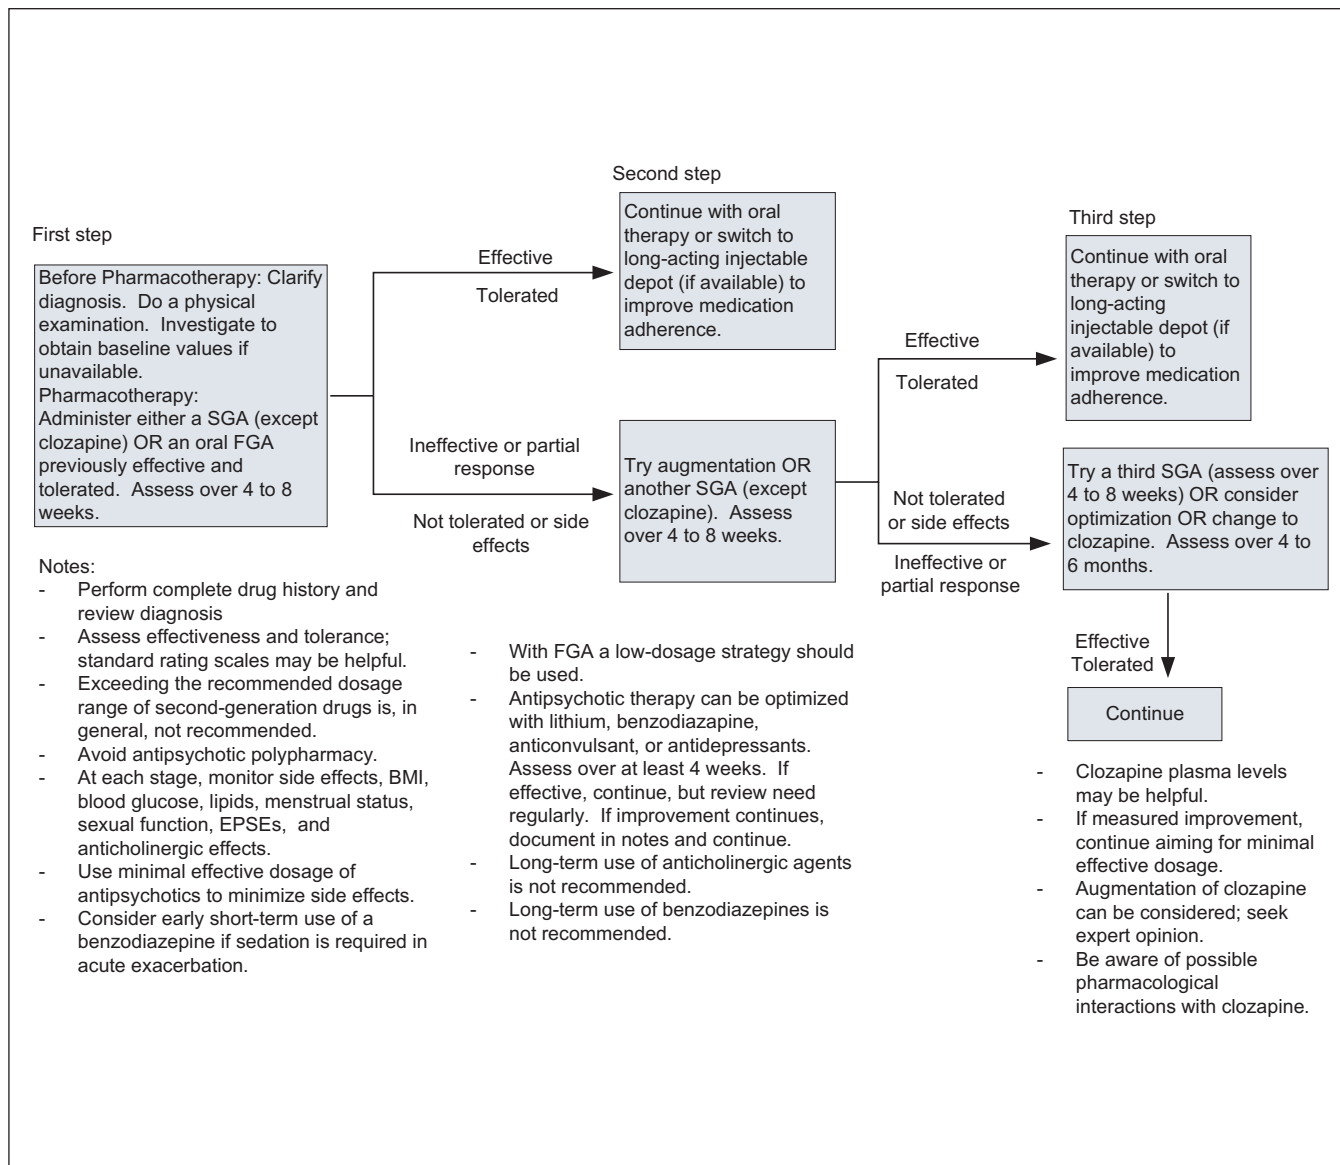 First step
Before Pharmacotherapy: Clarify
diagnosis. Do a physical
examination. Investigate to
obtain baseline values if
unavailable.
Pharmacotherapy:
Administer either a SGA (except
clozapine) OR an oral FGA
previously effective and
tolerated. Assess over 4 to 8
weeks.
Effective
Tolerated
Ineffective or partial
response
Not tolerated or side
effects
Second step
Continue with oral
therapy or switch to
long-acting injectable
depot (if available) to
improve medication
adherence.
Try augmentation OR
another SGA (except
clozapine). Assess
over 4 to 8 weeks.
Effective
Tolerated
Not tolerated
or side effects
Ineffective or
partial response
Third step
Continue with oral
therapy or switch to
long-acting
injectable depot (if
available) to
improve medication
adherence.
Try a third SGA (assess over
4 to 8 weeks) OR consider
optimization OR change to
clozapine. Assess over 4 to
6 months.
Effective
Tolerated
Continue
Notes:
- Perform complete drug history and
review diagnosis
- Assess effectiveness and tolerance;
standard rating scales may be helpful.
- Exceeding the recommended dosage
range of second-generation drugs is, in
general, not recommended.
- Avoid antipsychotic polypharmacy.
- At each stage, monitor side effects, BMI,
blood glucose, lipids, menstrual status,
sexual function, EPSEs, and
anticholinergic effects.
- Use minimal effective dosage of
antipsychotics to minimize side effects.
- Consider early short-term use of a
benzodiazepine if sedation is required in
acute exacerbation.
- With FGA a low-dosage strategy should
be used.
- Antipsychotic therapy can be optimized
with lithium, benzodiazapine,
anticonvulsant, or antidepressants.
Assess over at least 4 weeks. If
effective, continue, but review need
regularly. If improvement continues,
document in notes and continue.
- Long-term use of anticholinergic agents
is not recommended.
- Long-term use of benzodiazepines is
not recommended.
- Clozapine plasma levels
may be helpful.
- If measured improvement,
continue aiming for minimal
effective dosage.
- Augmentation of clozapine
can be considered; seek
expert opinion.
- Be aware of possible
pharmacological
interactions with clozapine.